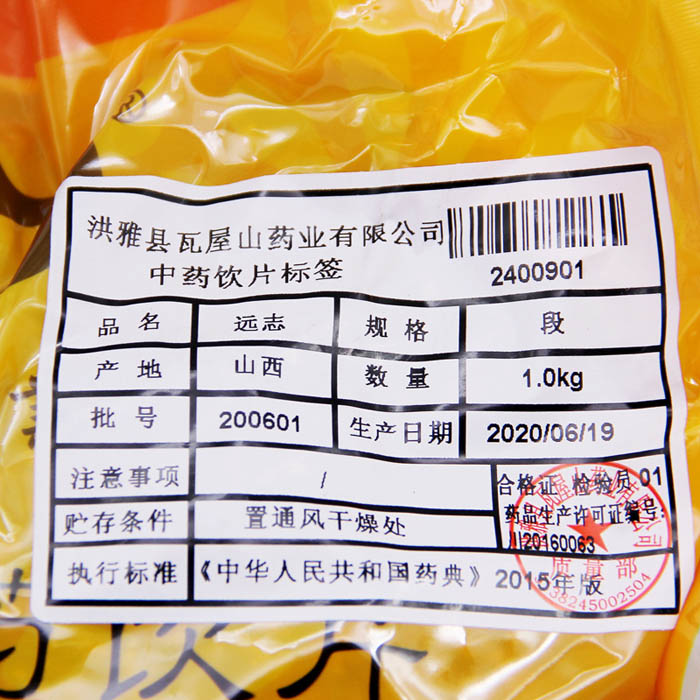 洪雅县瓦屋山药业有限公司
中药饮片标签
2400901
品名 远志 规格 段
产地 山西 数量 1.0kg
批号 200601 生产日期 2020/06/19
注意事项 /
合格证 检验员 01
药品生产许可证编号:
川20160063
贮存条件 置通风干燥处
执行标准 《中华人民共和国药典》2015年版
质量部
38245002504
饮片
®